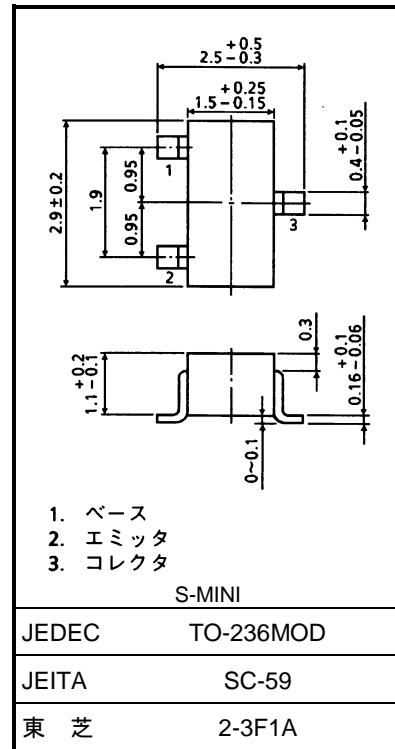 +0.5
2.5-0.3
+0.25
1.5-0.15
2.9±0.2
1.9
0.95
0.95
1
2
3
+0.1
0.4-0.05
+0.2
1.1-0.1
0.3
+0.1
0.16-0.06
0~0.1
1. ベース
2. エミッタ
3. コレクタ
S-MINI
JEDEC TO-236MOD
JEITA SC-59
東 芝 2-3F1A